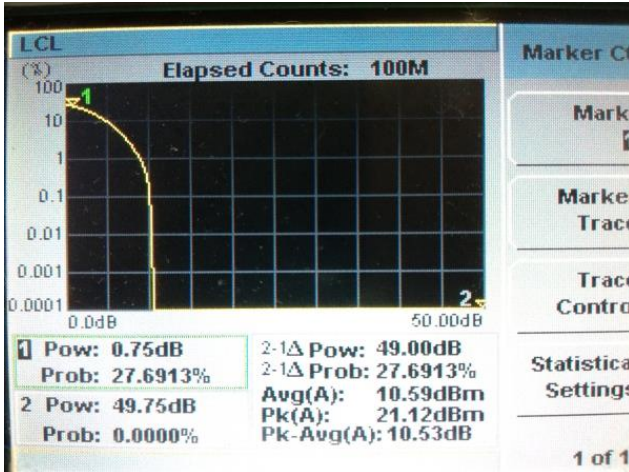 LCL
(%) Elapsed Counts: 100M
100
1
10
1
0.1
0.01
0.001
0.0001
2
0.0dB 50.00dB
1 Pow: 0.75dB
Prob: 27.6913%
2 Pow: 49.75dB
Prob: 0.0000%
2-1Δ Pow: 49.00dB
2-1Δ Prob: 27.6913%
Avg(A): 10.59dBm
Pk(A): 21.12dBm
Pk-Avg(A): 10.53dB
Marker Ct
Mark
Marke
Trac
Trac
Contro
Statistica
Settings
1 of 1